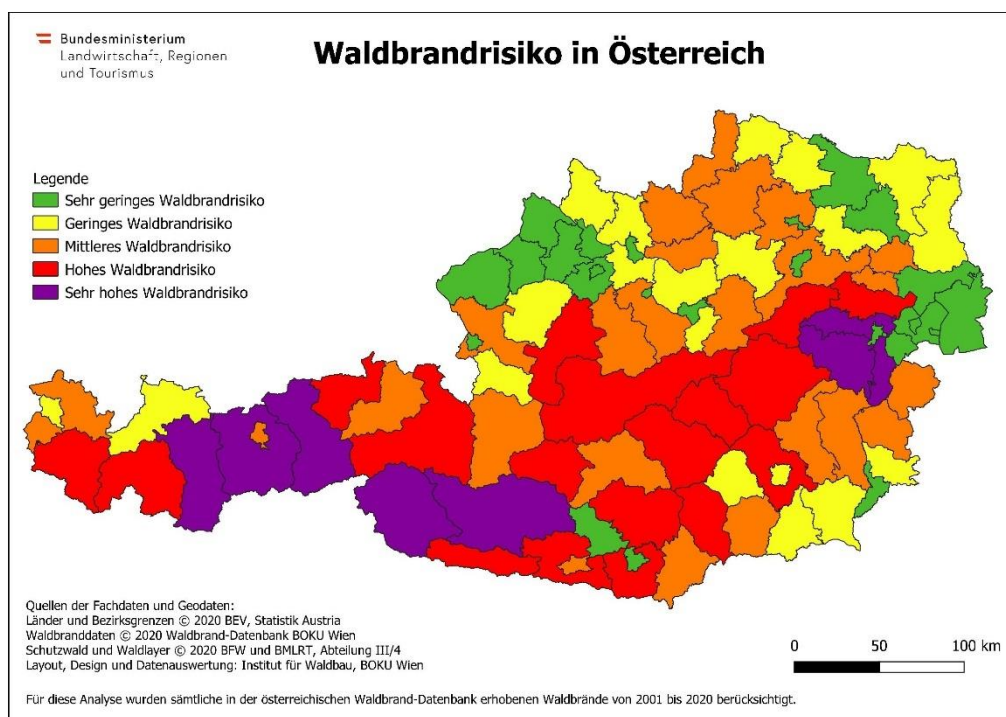 Bundesministerium
Landwirtschaft, Regionen
und Tourismus
Waldbrandrisiko in Österreich
Legende
Sehr geringes Waldbrandrisiko
Geringes Waldbrandrisiko
Mittleres Waldbrandrisiko
Hohes Waldbrandrisiko
Sehr hohes Waldbrandrisiko
Quellen der Fachdaten und Geodaten:
Länder und Bezirksgrenzen © 2020 BEV, Statistik Austria
Waldbranddaten © 2020 Waldbrand-Datenbank BOKU Wien
Schutzwald und Waldlayer © 2020 BFW und BMLRT, Abteilung III/4
Layout, Design und Datenauswertung: Institut für Waldbau, BOKU Wien
0 50 100 km
Für diese Analyse wurden sämtliche in der österreichischen Waldbrand-Datenbank erhobenen Waldbrände von 2001 bis 2020 berücksichtigt.